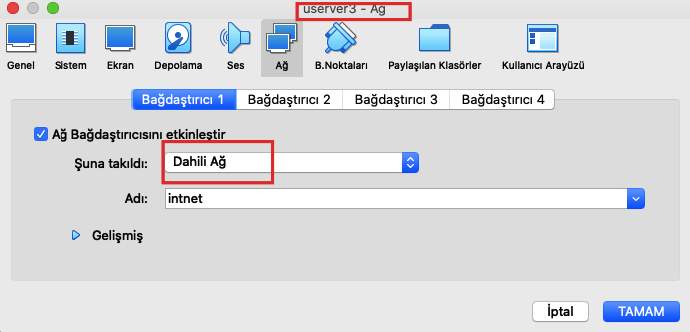 userver3 - Ağ
Genel Sistem Ekran Depolama Ses Ağ B.Noktaları Paylaşılan Klasörler Kullanıcı Arayüzü
Bağdaştırıcı 1 Bağdaştırıcı 2 Bağdaştırıcı 3 Bağdaştırıcı 4
Ağ Bağdaştırıcısını etkinleştir
Şuna takıldı: Dahili Ağ
Adı: intnet
Gelişmiş
İptal TAMAM